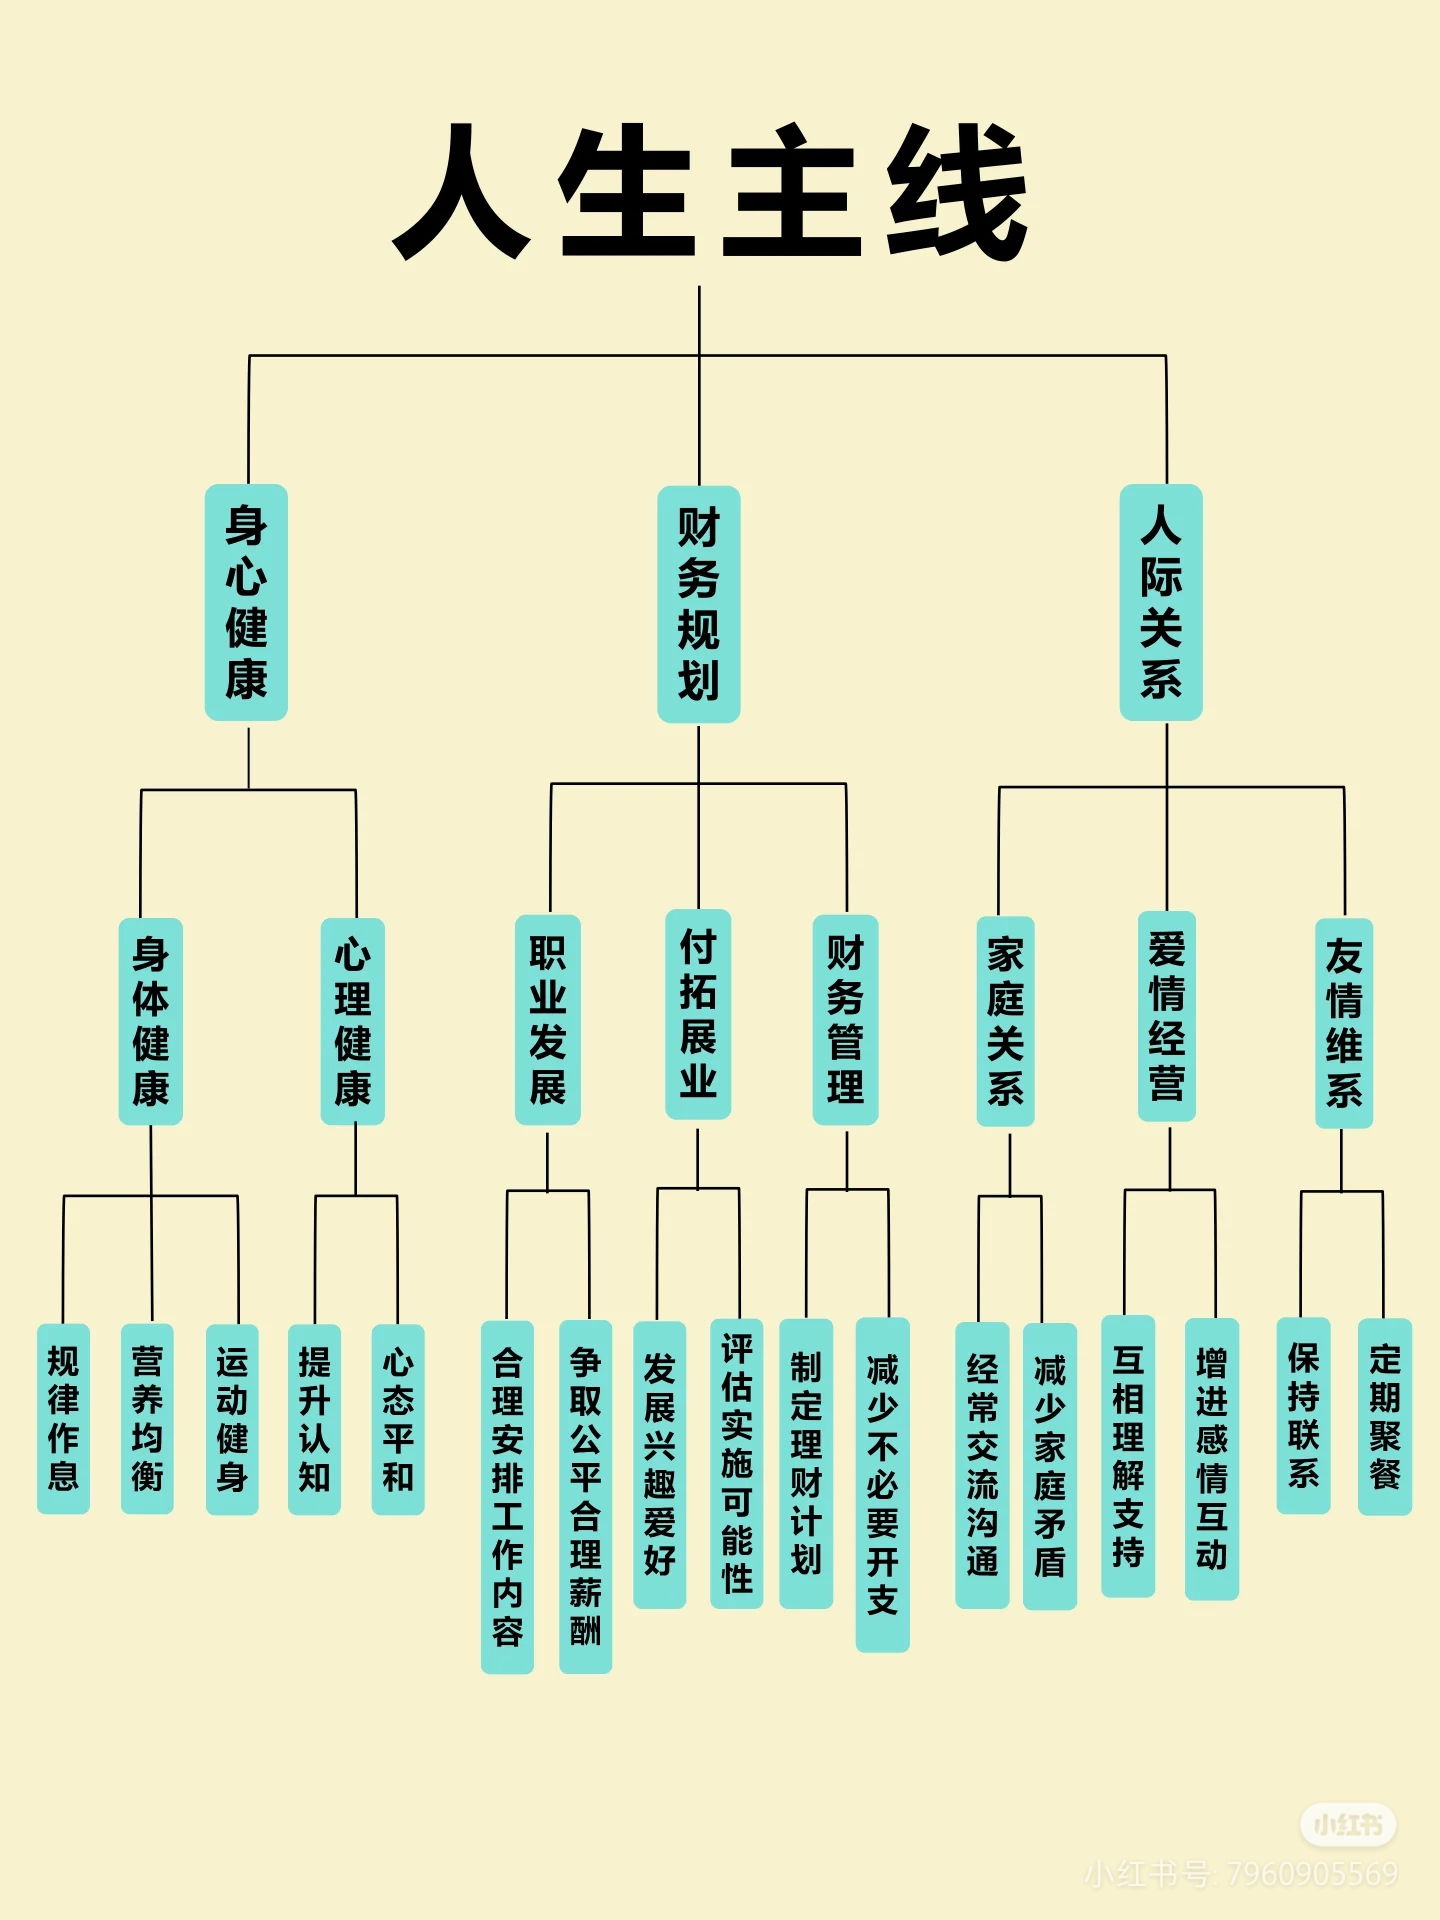 人生主线
身心健康
财务规划
人际关系
身体健康
心理健康
职业发展
付拓展业
财务管理
家庭关系
爱情经营
友情维系
规律作息
营养均衡
运动健身
提升认知
心态平和
合理安排工作内容
争取公平合理薪酬
发展兴趣爱好
评估实施可能性
制定理财计划
减少不必要开支
经常交流沟通
减少家庭矛盾
互相理解支持
增进感情互动
保持联系
定期聚餐
小红书
小红书号: 7960905569